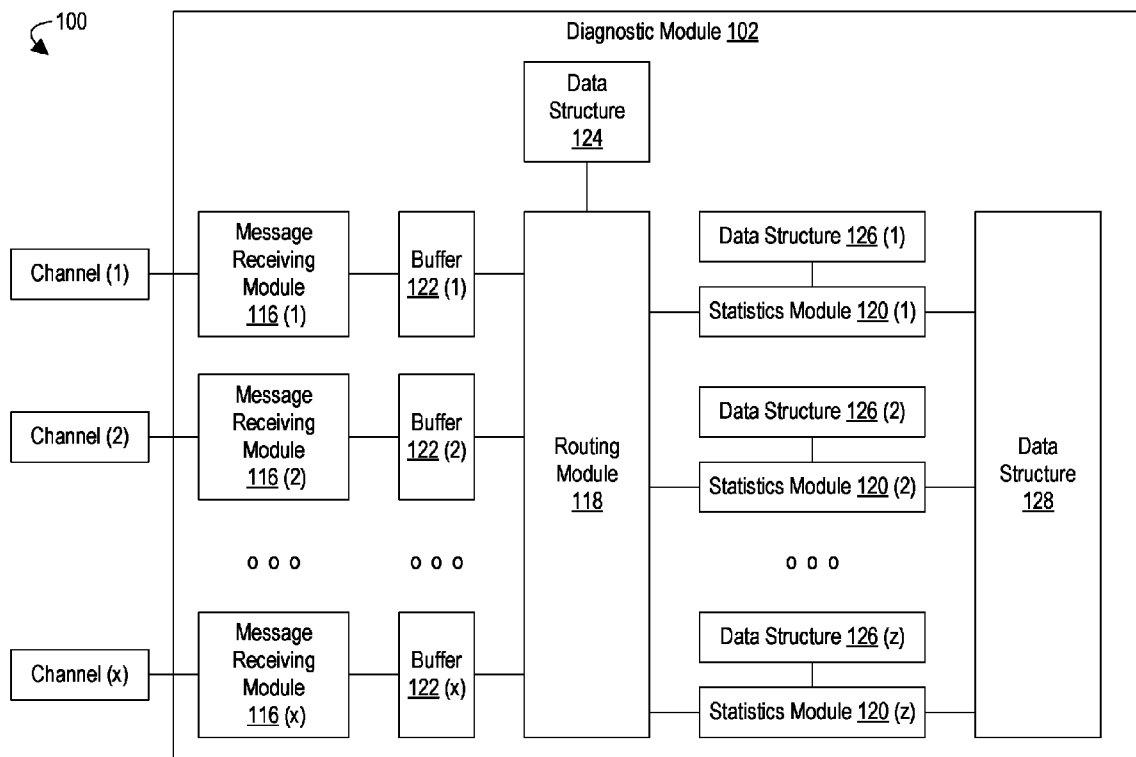 100
Diagnostic Module 102
Data
Structure
124
Channel (1)
Message
Receiving
Module
116 (1)
Buffer
122 (1)
Data Structure 126 (1)
Statistics Module 120 (1)
Channel (2)
Message
Receiving
Module
116 (2)
Buffer
122 (2)
Routing
Module
118
Data Structure 126 (2)
Statistics Module 120 (2)
Data
Structure
128
o o o
o o o
o o o
Channel (x)
Message
Receiving
Module
116 (x)
Buffer
122 (x)
Data Structure 126 (z)
Statistics Module 120 (z)